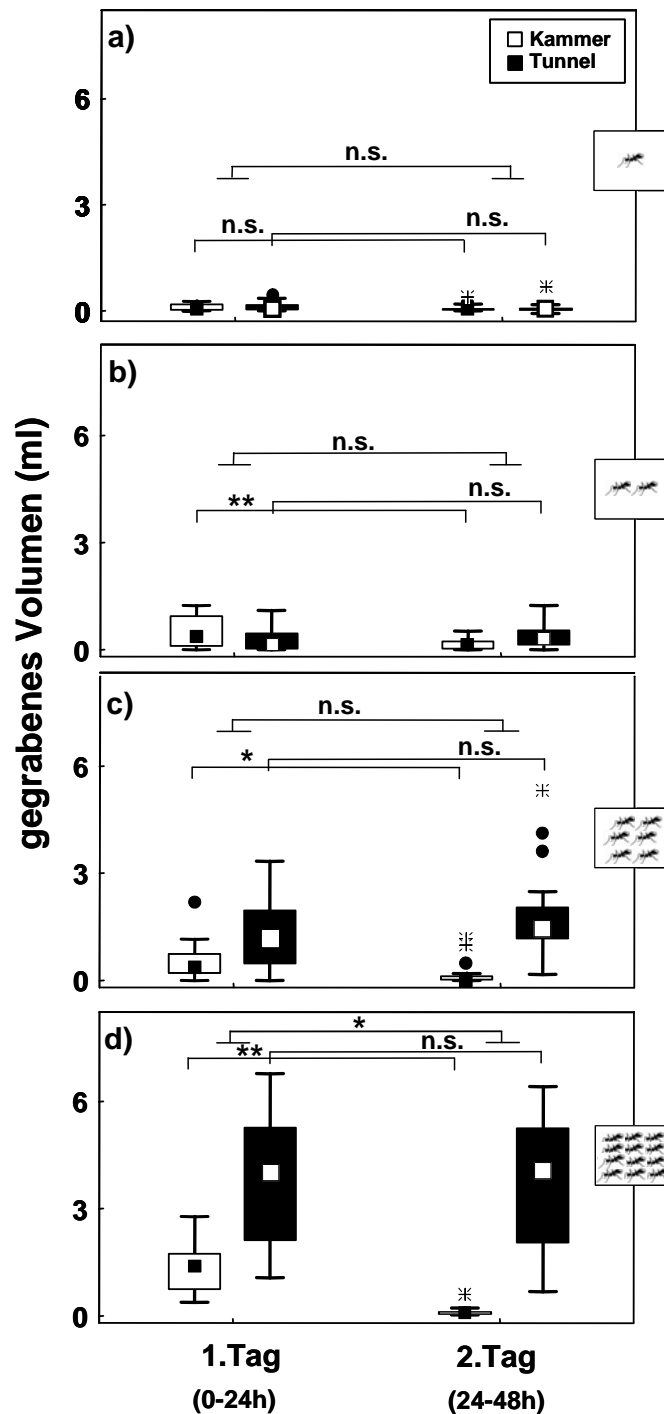 gegrabenes Volumen (ml)
a)
Kammer
Tunnel
6
n.s.
3
n.s.
n.s.
0
b)
6
n.s.
n.s.
**
3
0
c)
n.s.
6
*
n.s.
3
0
d)
*
**
n.s.
6
3
0
1.Tag
2.Tag
(0-24h)
(24-48h)